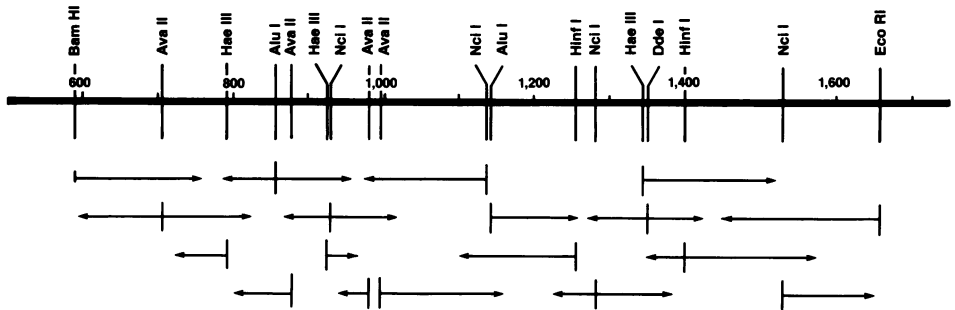 Bam HI
Ava II
Hae III
Alu I
Ava II
Hae III
Nci I
Ava II
Ava II
Nci I
Alu I
Hinf I
Nci I
Hae III
Dde I
Hinf I
Nci I
Eco RI
600
800
1,000
1,200
1,400
1,600